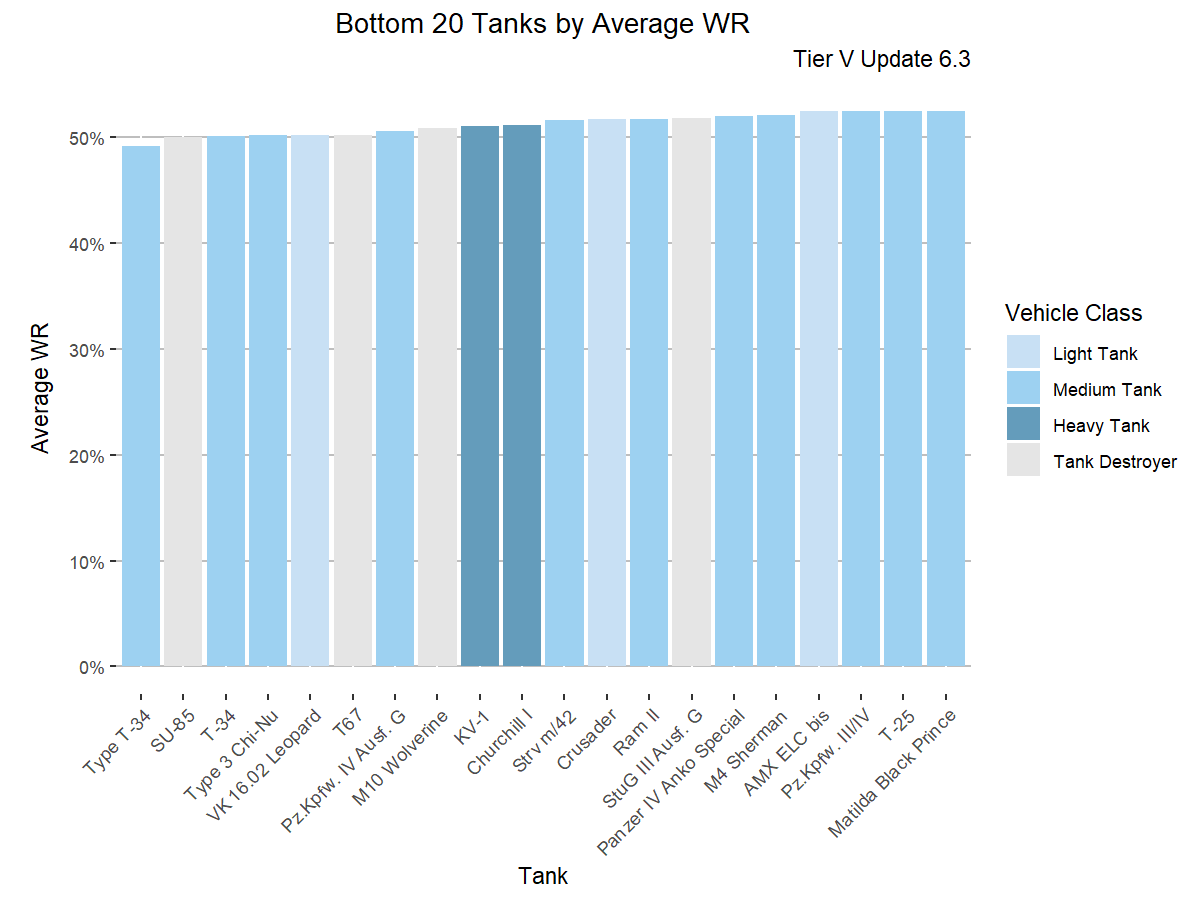 Bottom 20 Tanks by Average WR
Tier V Update 6.3
Average WR
50%
40%
30%
20%
10%
0%
Type T-34
SU-85
T-34
Type 3 Chi-Nu
VK 16.02 Leopard
T67
Pz.Kpfw. IV Ausf. G
M10 Wolverine
KV-1
Churchill I
Strv m/42
Crusader
Ram II
StuG III Ausf. G
Panzer IV Anko Special
M4 Sherman
AMX ELC bis
Pz.Kpfw. III/IV
T-25
Matilda Black Prince
Tank
Vehicle Class
Light Tank
Medium Tank
Heavy Tank
Tank Destroyer